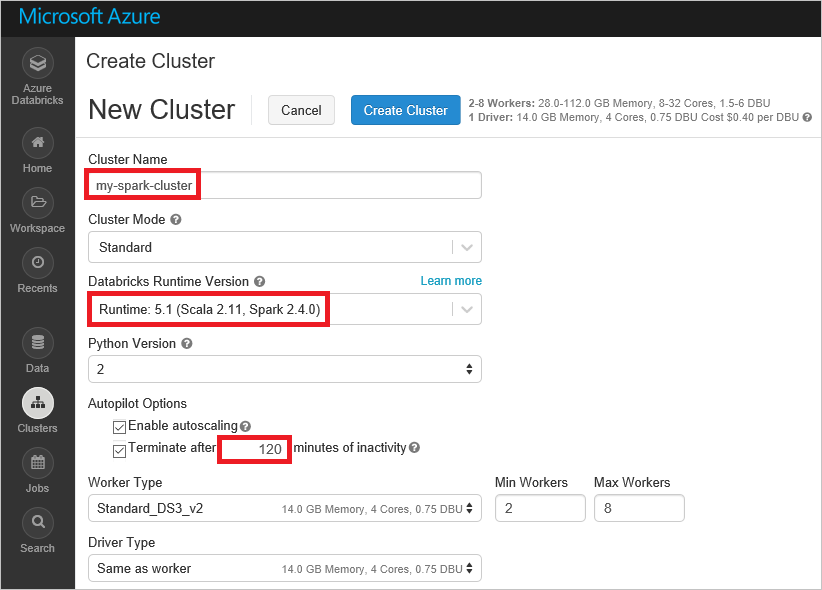 Microsoft Azure
Azure
Databricks
Home
Workspace
Recents
Data
Clusters
Jobs
Search
Create Cluster
New Cluster
Cancel
Create Cluster
2-8 Workers: 28.0-112.0 GB Memory, 8-32 Cores, 1.5-6 DBU
1 Driver: 14.0 GB Memory, 4 Cores, 0.75 DBU Cost $0.40 per DBU ?
Cluster Name
my-spark-cluster
Cluster Mode ?
Standard
Databricks Runtime Version ? Learn more
Runtime: 5.1 (Scala 2.11, Spark 2.4.0)
Python Version ?
2
Autopilot Options
Enable autoscaling ?
Terminate after 120 minutes of inactivity ?
Worker Type Min Workers Max Workers
Standard_DS3_v2 14.0 GB Memory, 4 Cores, 0.75 DBU 2 8
Driver Type
Same as worker 14.0 GB Memory, 4 Cores, 0.75 DBU